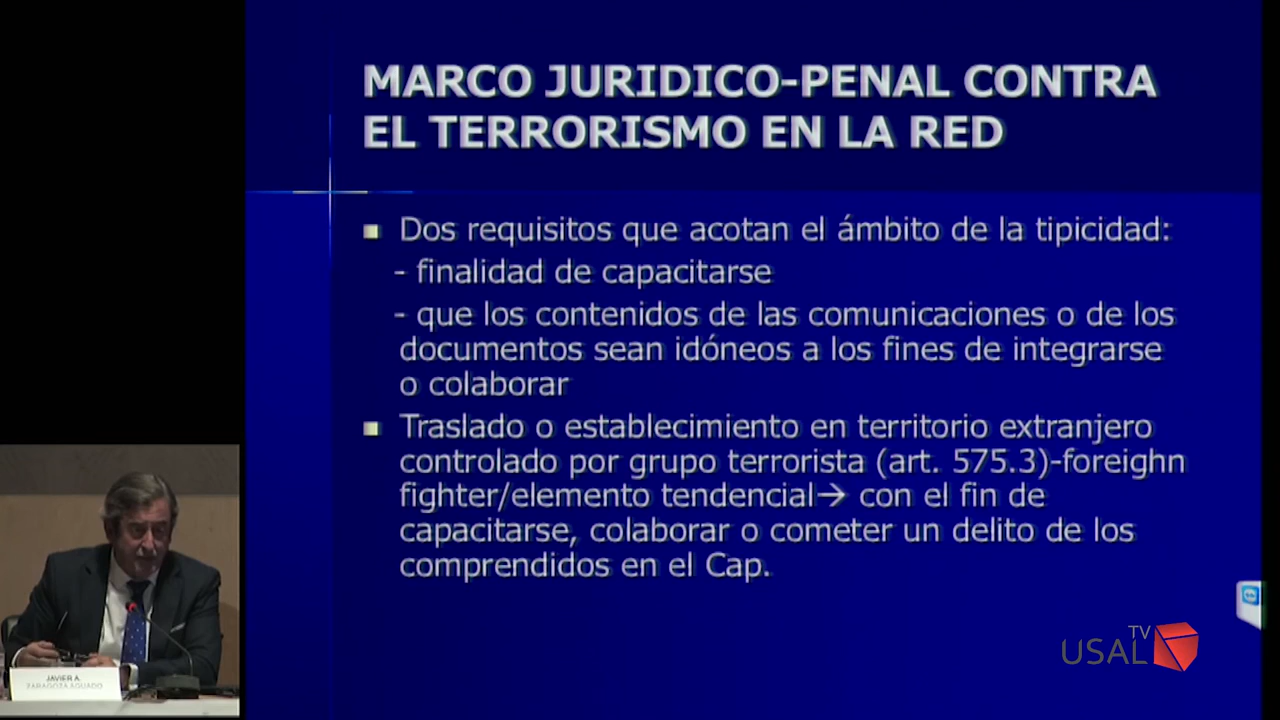 MARCO JURIDICO-PENAL CONTRA
EL TERRORISMO EN LA RED
Dos requisitos que acotan el ámbito de la tipicidad:
- finalidad de capacitarse
- que los contenidos de las comunicaciones o de los
documentos sean idóneos a los fines de integrarse
o colaborar
Traslado o establecimiento en territorio extranjero
controlado por grupo terrorista (art. 575.3)-foreighn
fighter/elemento tendencial→ con el fin de
capacitarse, colaborar o cometer un delito de los
comprendidos en el Cap.
USAL TV
JAVIER A.
ZARAGOZA AGUADO